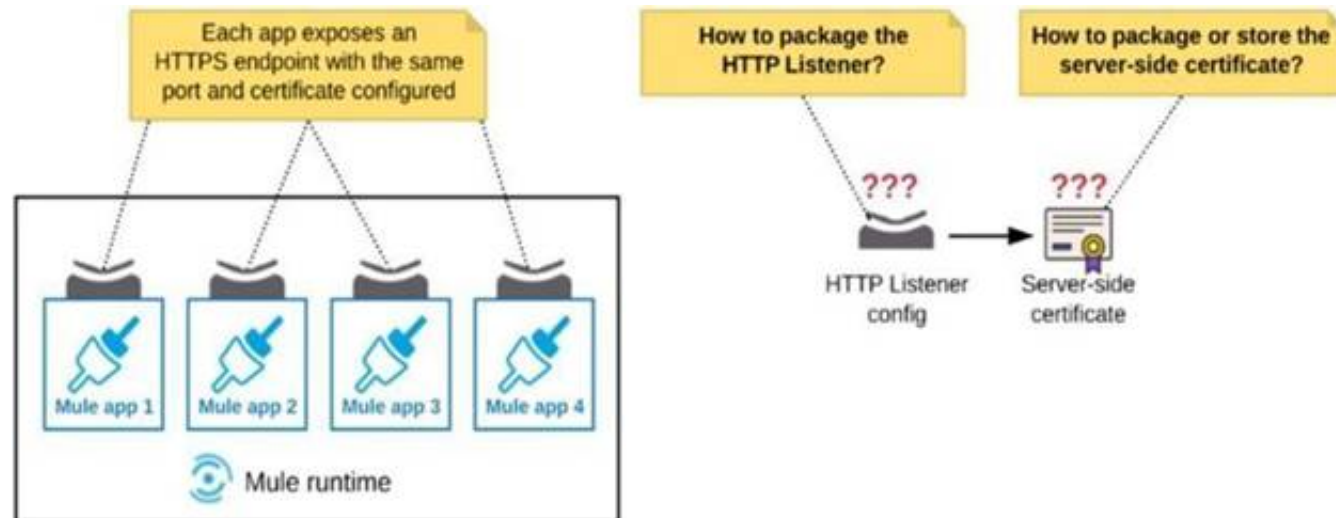 Each app exposes an
HTTPS endpoint with the same
port and certificate configured
How to package the
HTTP Listener?
How to package or store the
server-side certificate?
???
???
HTTP Listener
config
Server-side
certificate
Mule app 1
Mule app 2
Mule app 3
Mule app 4
Mule runtime